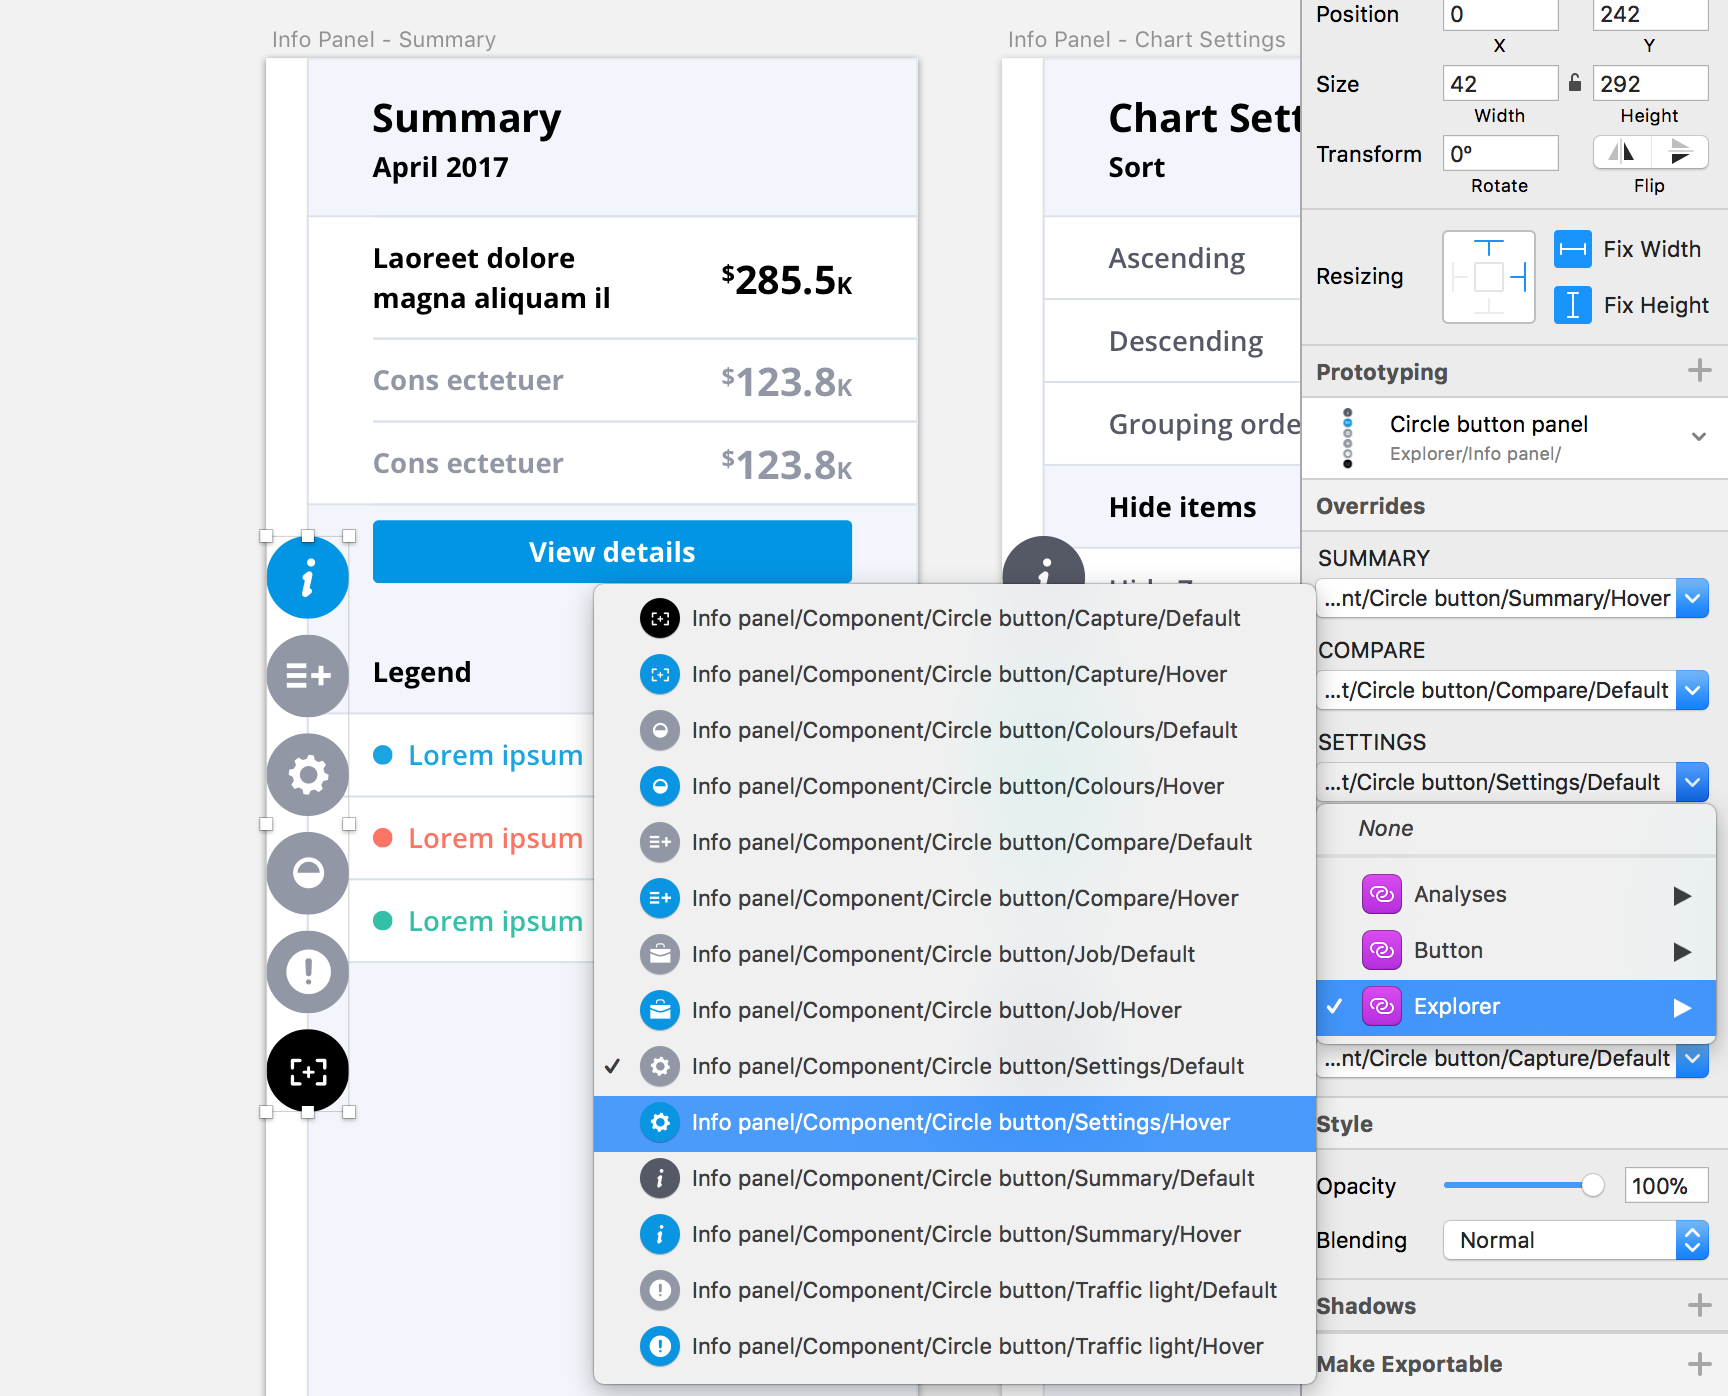 Info Panel - Summary
Summary
April 2017
Laoreet dolore
magna aliquam il
$285.5K
Cons ectetuer
$123.8K
Cons ectetuer
$123.8K
View details
Legend
Lorem ipsum
Lorem ipsum
Lorem ipsum
Info Panel - Chart Settings
Chart Sett
Sort
Ascending
Descending
Grouping orde
Hide items
Info panel/Component/Circle button/Capture/Default
Info panel/Component/Circle button/Capture/Hover
Info panel/Component/Circle button/Colours/Default
Info panel/Component/Circle button/Colours/Hover
Info panel/Component/Circle button/Compare/Default
Info panel/Component/Circle button/Compare/Hover
Info panel/Component/Circle button/Job/Default
Info panel/Component/Circle button/Job/Hover
Info panel/Component/Circle button/Settings/Default
Info panel/Component/Circle button/Settings/Hover
Info panel/Component/Circle button/Summary/Default
Info panel/Component/Circle button/Summary/Hover
Info panel/Component/Circle button/Traffic light/Default
Info panel/Component/Circle button/Traffic light/Hover
Position
0
242
X
Y
Size
42
292
Width
Height
Transform
0º
Rotate
Flip
Resizing
Fix Width
Fix Height
Prototyping
Circle button panel
Explorer/Info panel/
Overrides
SUMMARY
...nt/Circle button/Summary/Hover
COMPARE
...t/Circle button/Compare/Default
SETTINGS
...t/Circle button/Settings/Default
None
Analyses
Button
Explorer
...nt/Circle button/Capture/Default
Style
Opacity
100%
Blending
Normal
Shadows
Make Exportable